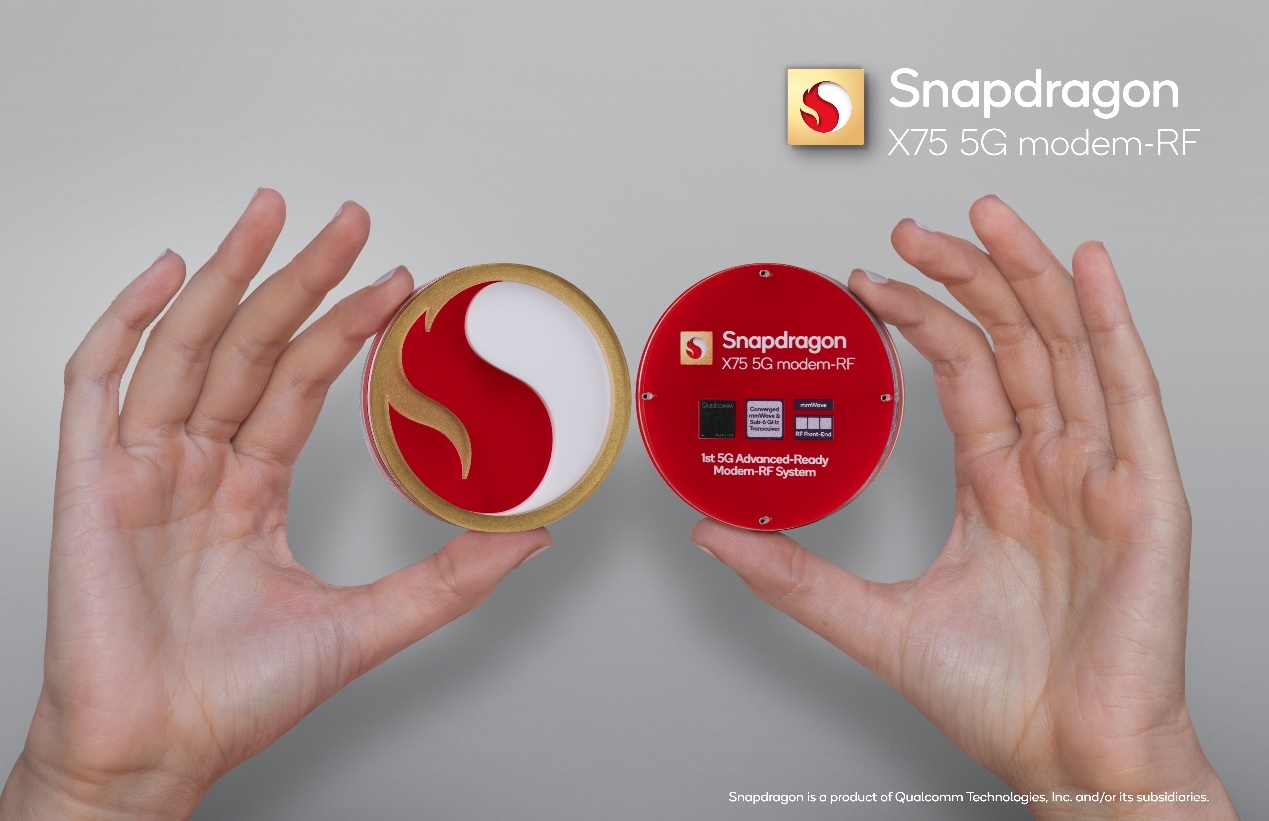 Snapdragon
X75 5G modem-RF
Snapdragon
X75 5G modem-RF
Qualcomm
Converged
mmWave &
Sub-6 GHz
Transceiver
mmWave
RF Front-End
1st 5G Advanced-Ready
Modem-RF System
Snapdragon is a product of Qualcomm Technologies, Inc. and/or its subsidiaries.